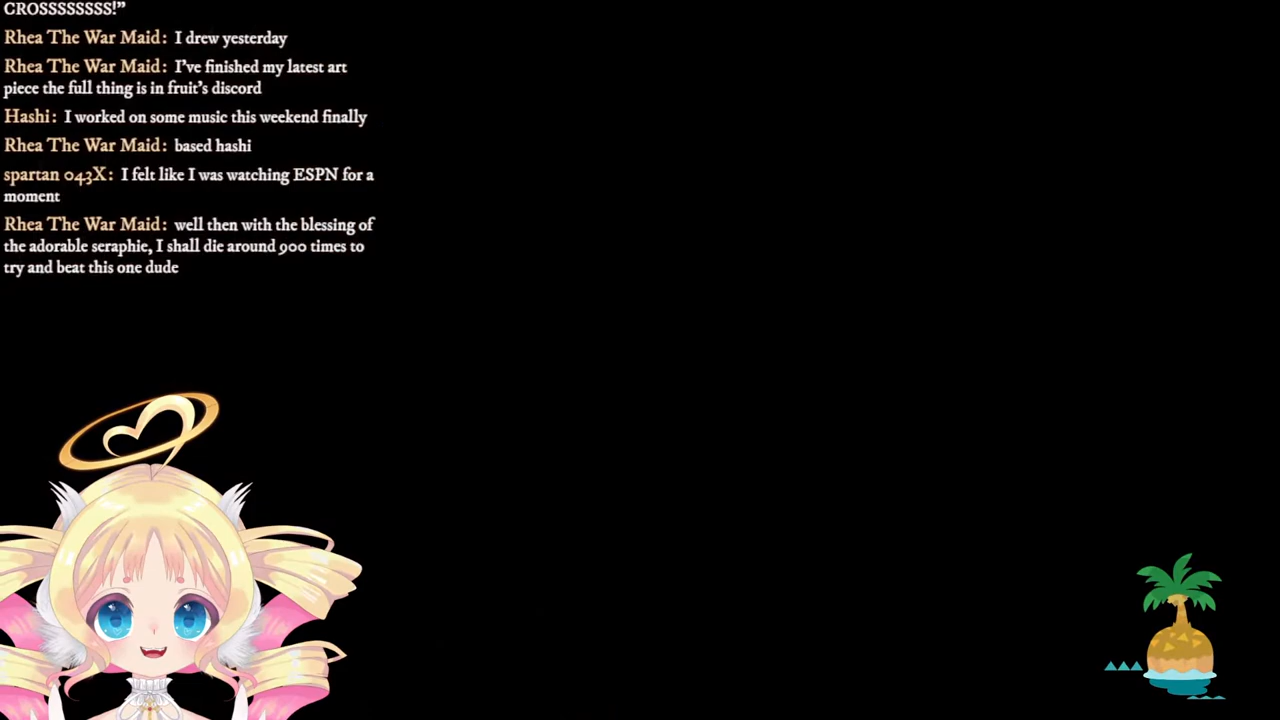 CROSSSSSSSS!”
Rhea The War Maid: I drew yesterday
Rhea The War Maid: I’ve finished my latest art
piece the full thing is in fruit’s discord
Hashi: I worked on some music this weekend finally
Rhea The War Maid: based hashi
spartan 043X: I felt like I was watching ESPN for a
moment
Rhea The War Maid: well then with the blessing of
the adorable seraphie, I shall die around 900 times to
try and beat this one dude